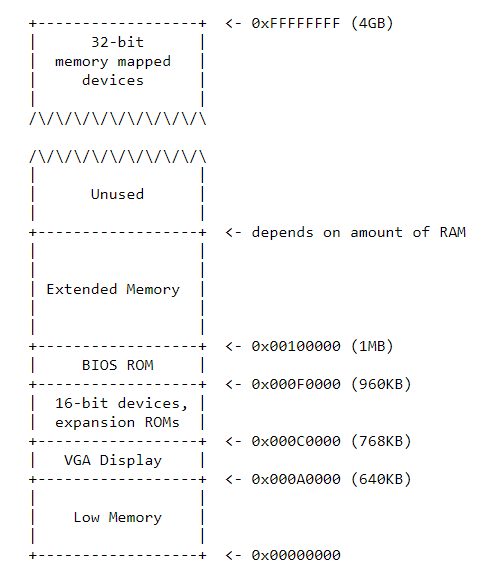 +------------------+  <- 0xFFFFFFFF (4GB)
|      32-bit      |
|  memory mapped   |
|     devices      |
|                  |
/\/\/\/\/\/\/\/\/\/\
/\/\/\/\/\/\/\/\/\/\
|                  |
|      Unused      |
|                  |
+------------------+  <- depends on amount of RAM
|                  |
|                  |
| Extended Memory  |
|                  |
|                  |
+------------------+  <- 0x00100000 (1MB)
|     BIOS ROM     |
+------------------+  <- 0x000F0000 (960KB)
|  16-bit devices, |
|  expansion ROMs  |
+------------------+  <- 0x000C0000 (768KB)
|   VGA Display    |
+------------------+  <- 0x000A0000 (640KB)
|                  |
|    Low Memory    |
|                  |
+------------------+  <- 0x00000000